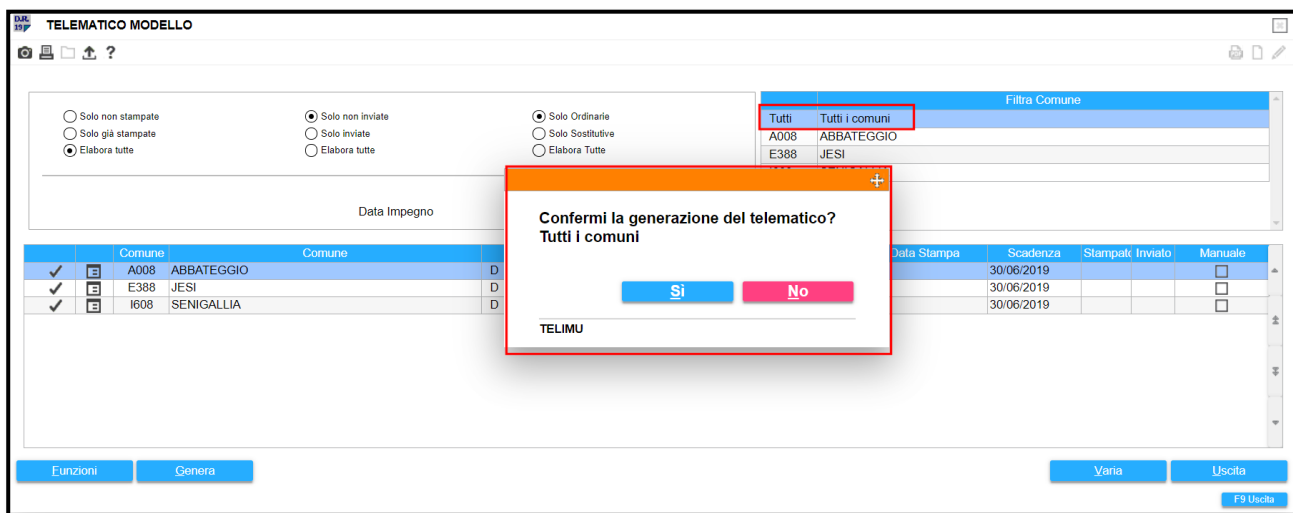 D.R.
19
TELEMATICO MODELLO
?
Solo non stampate
Solo già stampate
Elabora tutte
Solo non inviate
Solo inviate
Elabora tutte
Solo Ordinarie
Solo Sostitutive
Elabora Tutte
Data Impegno
Filtra Comune
Tutti Tutti i comuni
A008 ABBATEGGIO
E388 JESI
Confermi la generazione del telematico?
Tutti i comuni
Sì No
TELIMU
Comune Comune Data Stampa Scadenza Stampato Inviato Manuale
A008 ABBATEGGIO D 30/06/2019
E388 JESI D 30/06/2019
I608 SENIGALLIA D 30/06/2019
Funzioni Genera Varia Uscita
F9 Uscita